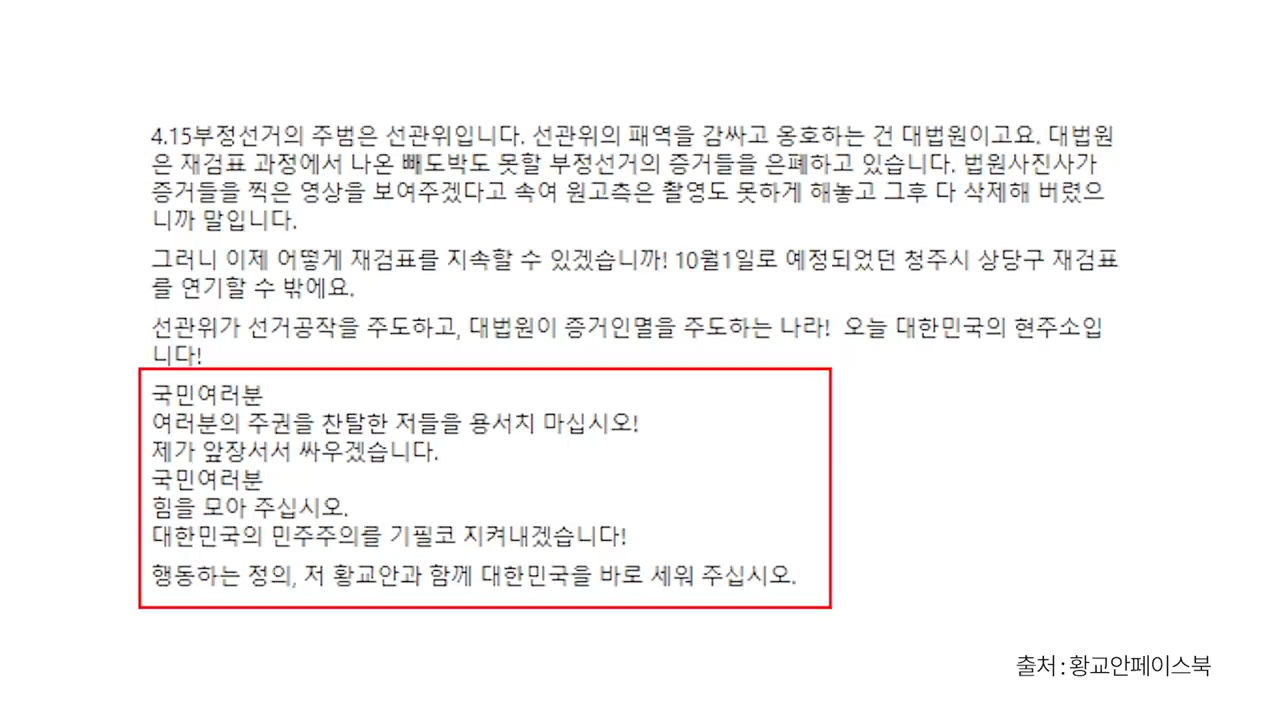 4.15부정선거의 주범은 선관위입니다. 선관위의 패역을 감싸고 옹호하는 건 대법원이고요. 대법원
은 재검표 과정에서 나온 빼도박도 못할 부정선거의 증거들을 은폐하고 있습니다. 법원사진사가
증거들을 찍은 영상을 보여주겠다고 속여 원고측은 촬영도 못하게 해놓고 그후 다 삭제해 버렸으
니까 말입니다.
그러니 이제 어떻게 재검표를 지속할 수 있겠습니까! 10월1일로 예정되었던 청주시 상당구 재검표
를 연기할 수 밖에요.
선관위가 선거공작을 주도하고, 대법원이 증거인멸을 주도하는 나라! 오늘 대한민국의 현주소입
니다!
국민여러분
여러분의 주권을 찬탈한 저들을 용서치 마십시오!
제가 앞장서서 싸우겠습니다.
국민여러분
힘을 모아 주십시오.
대한민국의 민주주의를 기필코 지켜내겠습니다!
행동하는 정의, 저 황교안과 함께 대한민국을 바로 세워 주십시오.
출처 : 황교안페이스북